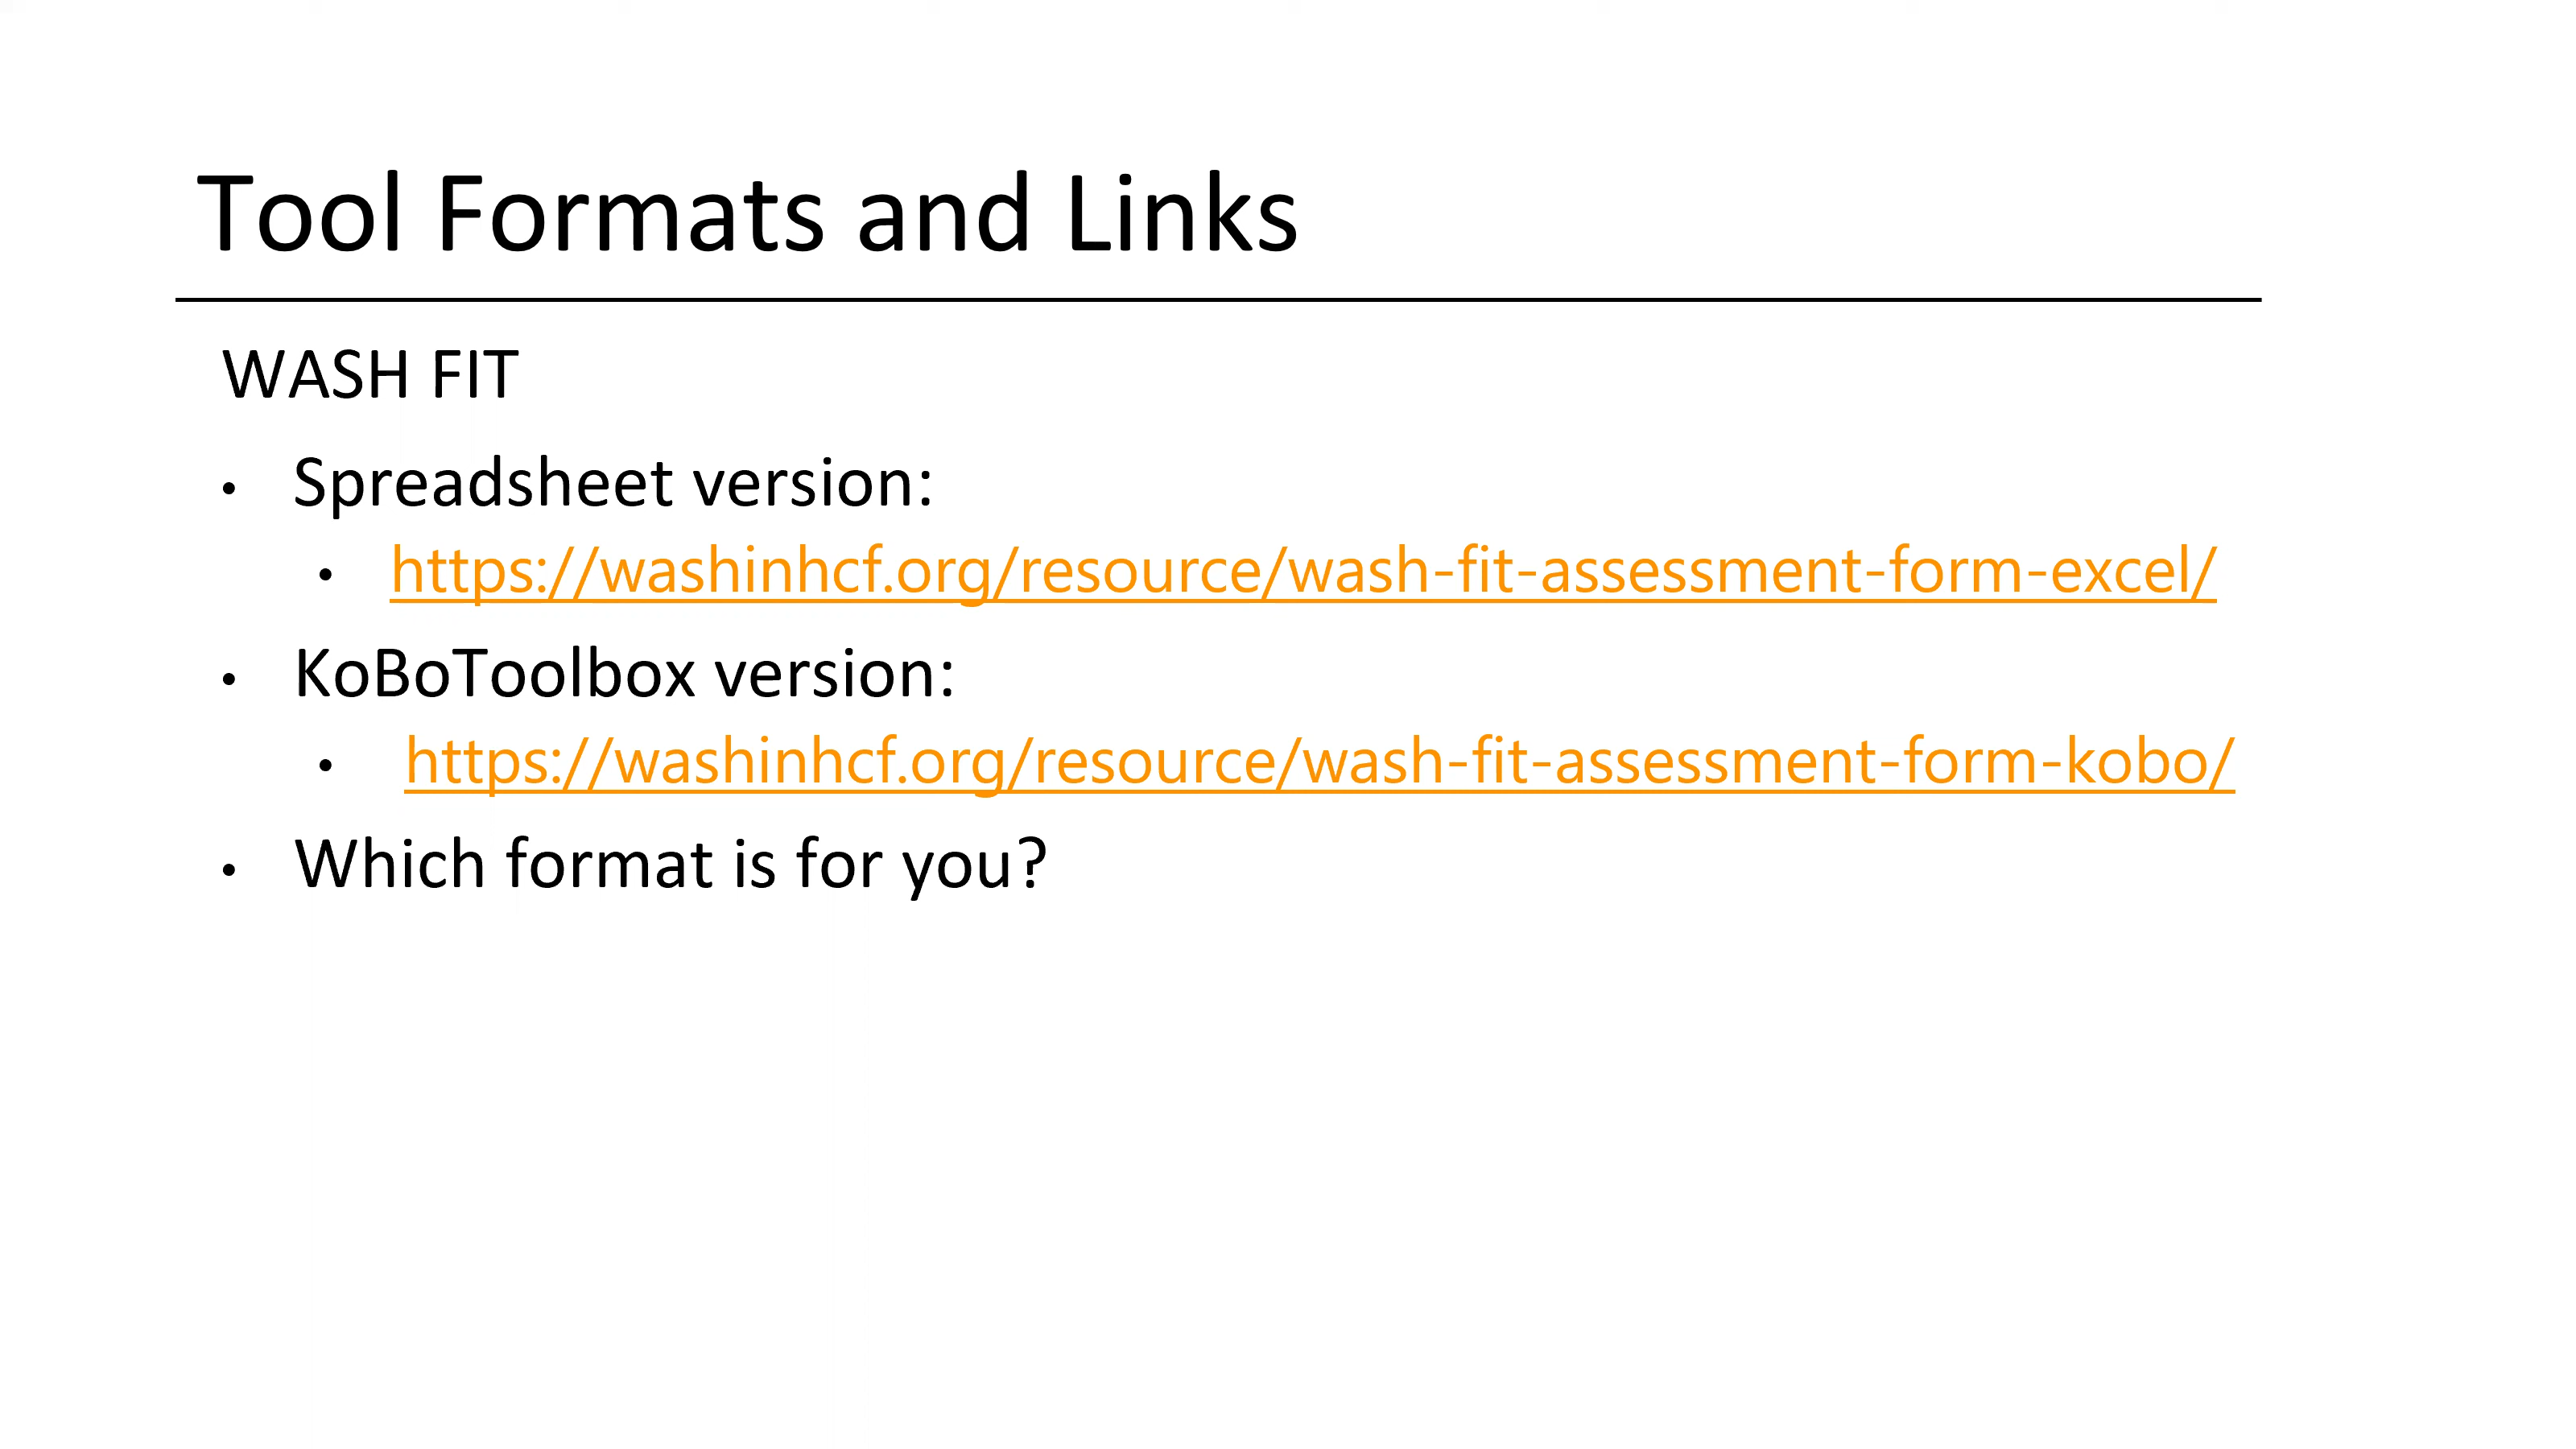 Tool Formats and Links
WASH FIT
• Spreadsheet version:
• https://washinhcf.org/resource/wash-fit-assessment-form-excel/
• KoBoToolbox version:
• https://washinhcf.org/resource/wash-fit-assessment-form-kobo/
• Which format is for you?